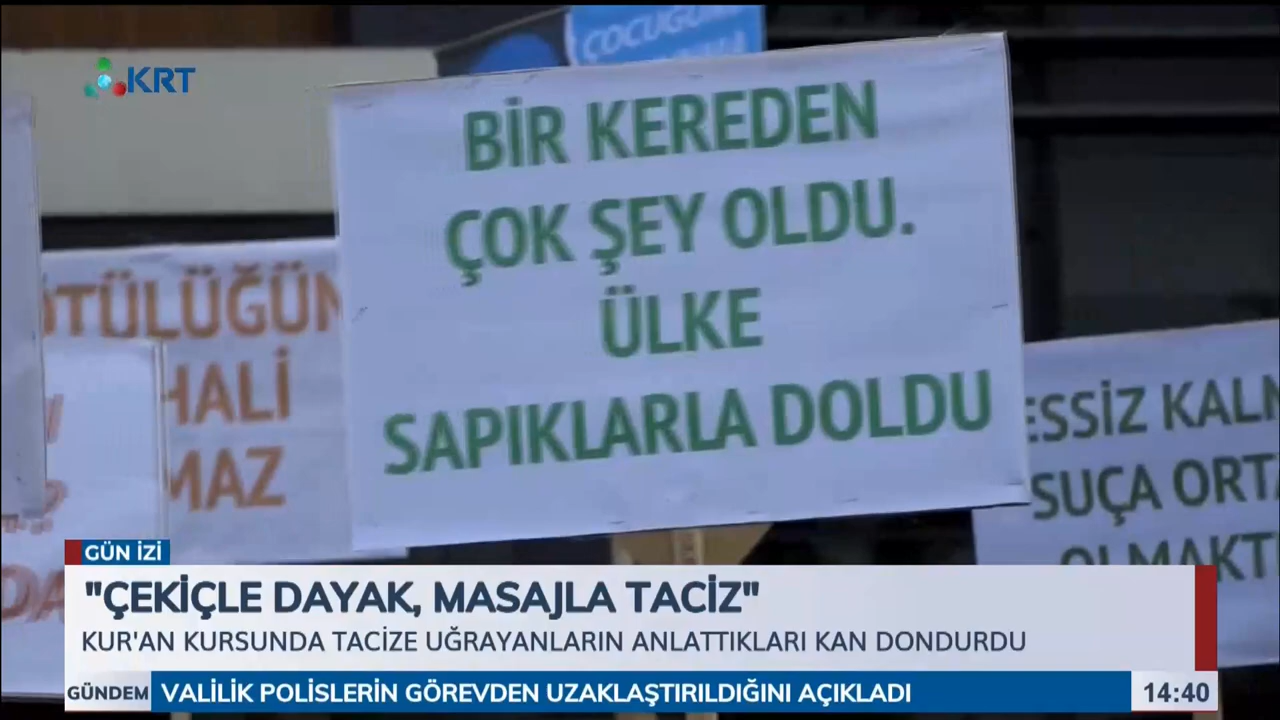 ÇOCUĞUN
KRT
BİR KEREDEN
ÇOK ŞEY OLDU.
ÜLKE
SAPIKLARLA DOLDU
ÖTÜLÜĞÜN
HALİ
MAZ
ESSİZ KALM
SUÇA ORTA
OLMAKTI
DA
GÜN İZİ
"ÇEKİÇLE DAYAK, MASAJLA TACİZ"
KUR'AN KURSUNDA TACİZE UĞRAYANLARIN ANLATTIKLARI KAN DONDURDU
GÜNDEM VALİLİK POLİSLERİN GÖREVDEN UZAKLAŞTIRILDIĞINI AÇIKLADI 14:40